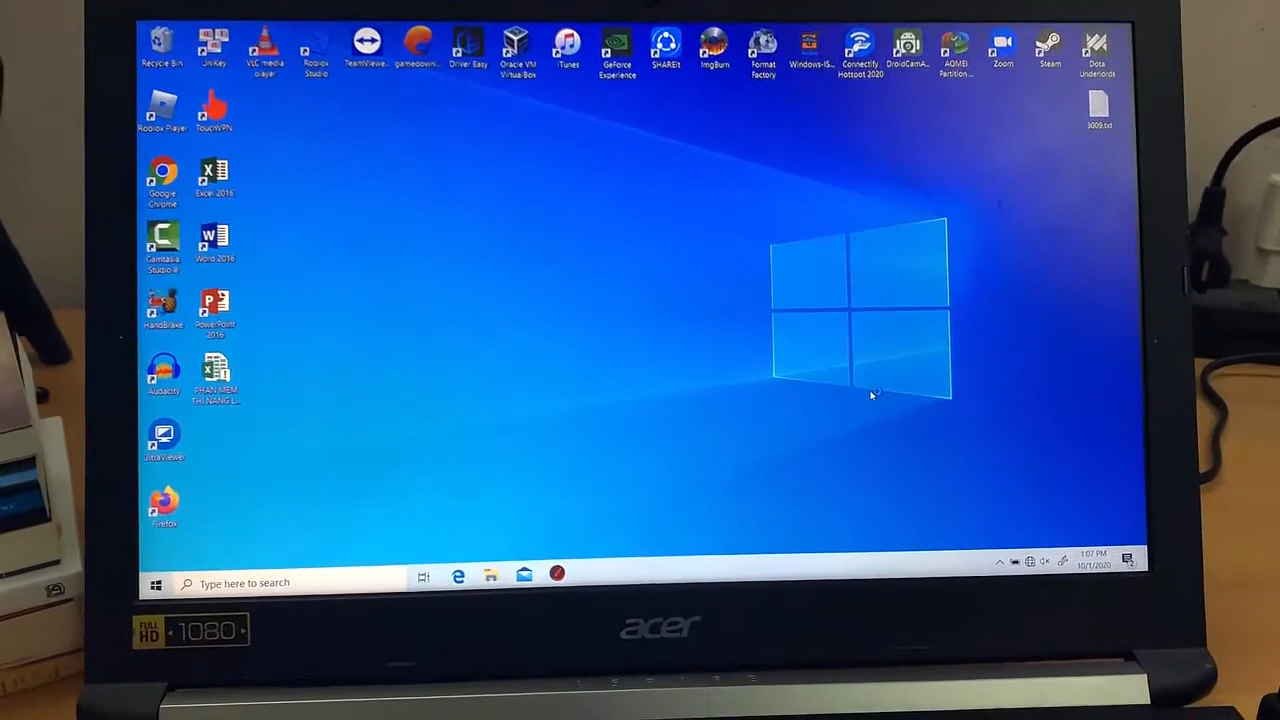 Recycle Bin
UniKey
VLC media
player
Roblox
Studio
TeamViewe...
gamedown...
Driver Easy
Oracle VM
VirtualBox
iTunes
GeForce
Experience
SHAREit
ImgBurn
Format
Factory
Windows-IS...
Connectify
Hotspot 2020
DroidCamA...
AOMEI
Partition ...
Zoom
Steam
Dota
Underlords
Roblox Player
TouchVPN
3009.txt
Google
Chrome
Excel 2016
Camtasia
Studio 8
Word 2016
HandBrake
PowerPoint
2016
Audacity
PHAN MEM
THI NANG L...
UltraViewer
Firefox
Type here to search
1:07 PM
10/1/2020
FULL
HD
1080
acer